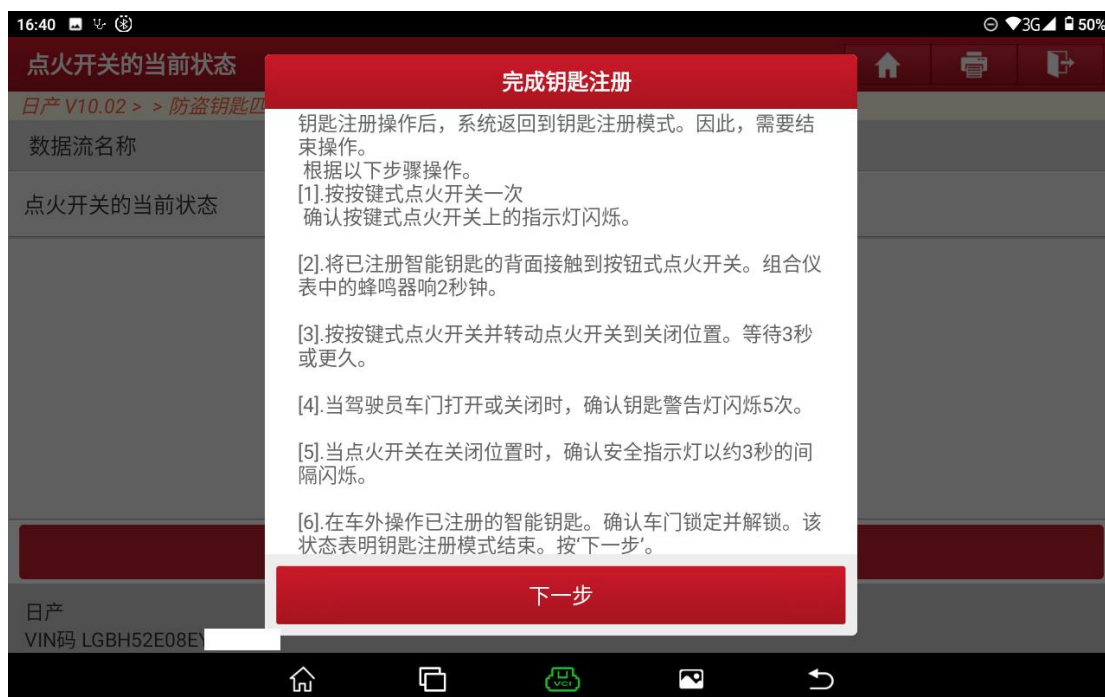 16:40
3G
50%
点火开关的当前状态
完成钥匙注册
日产 V10.02 > > 防盗钥匙匹
数据流名称
点火开关的当前状态
钥匙注册操作后，系统返回到钥匙注册模式。因此，需要结
束操作。
根据以下步骤操作。
[1].按按键式点火开关一次
确认按键式点火开关上的指示灯闪烁。
[2].将已注册智能钥匙的背面接触到按钮式点火开关。组合仪
表中的蜂鸣器响2秒钟。
[3].按按键式点火开关并转动点火开关到关闭位置。等待3秒
或更久。
[4].当驾驶员车门打开或关闭时，确认钥匙警告灯闪烁5次。
[5].当点火开关在关闭位置时，确认安全指示灯以约3秒的间
隔闪烁。
[6].在车外操作已注册的智能钥匙。确认车门锁定并解锁。该
状态表明钥匙注册模式结束。按‘下一步’。
下一步
日产
VIN码 LGBH52E08E
VCI